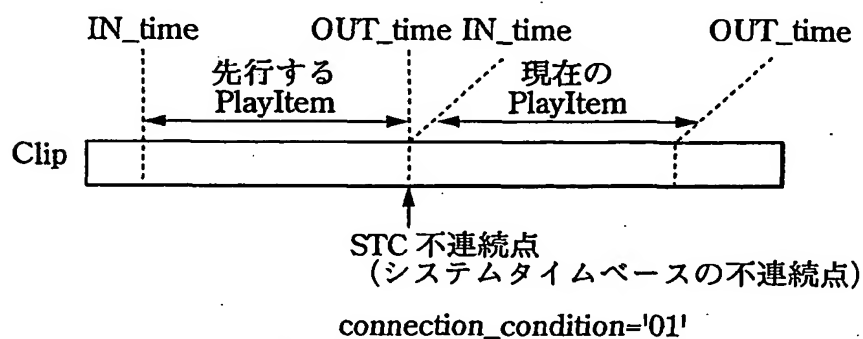 IN_time OUT_time IN_time OUT_time
先行する
PlayItem
現在の
PlayItem
Clip
STC 不連続点
(システムタイムベースの不連続点)
connection_condition='01'